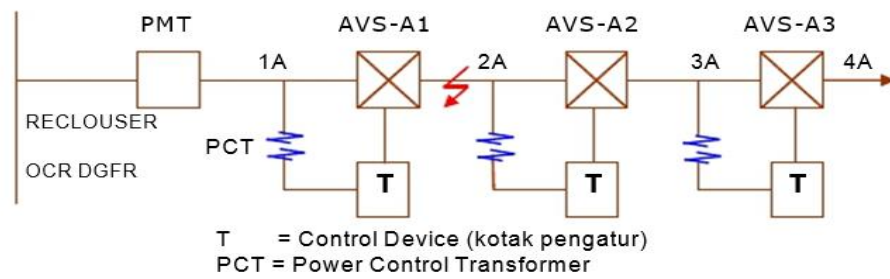 PMT AVS-A1 AVS-A2 AVS-A3
1A 2A 3A 4A
RECLOUSER
PCT
OCR DGFR
T T T
T = Control Device (kotak pengatur)
PCT = Power Control Transformer